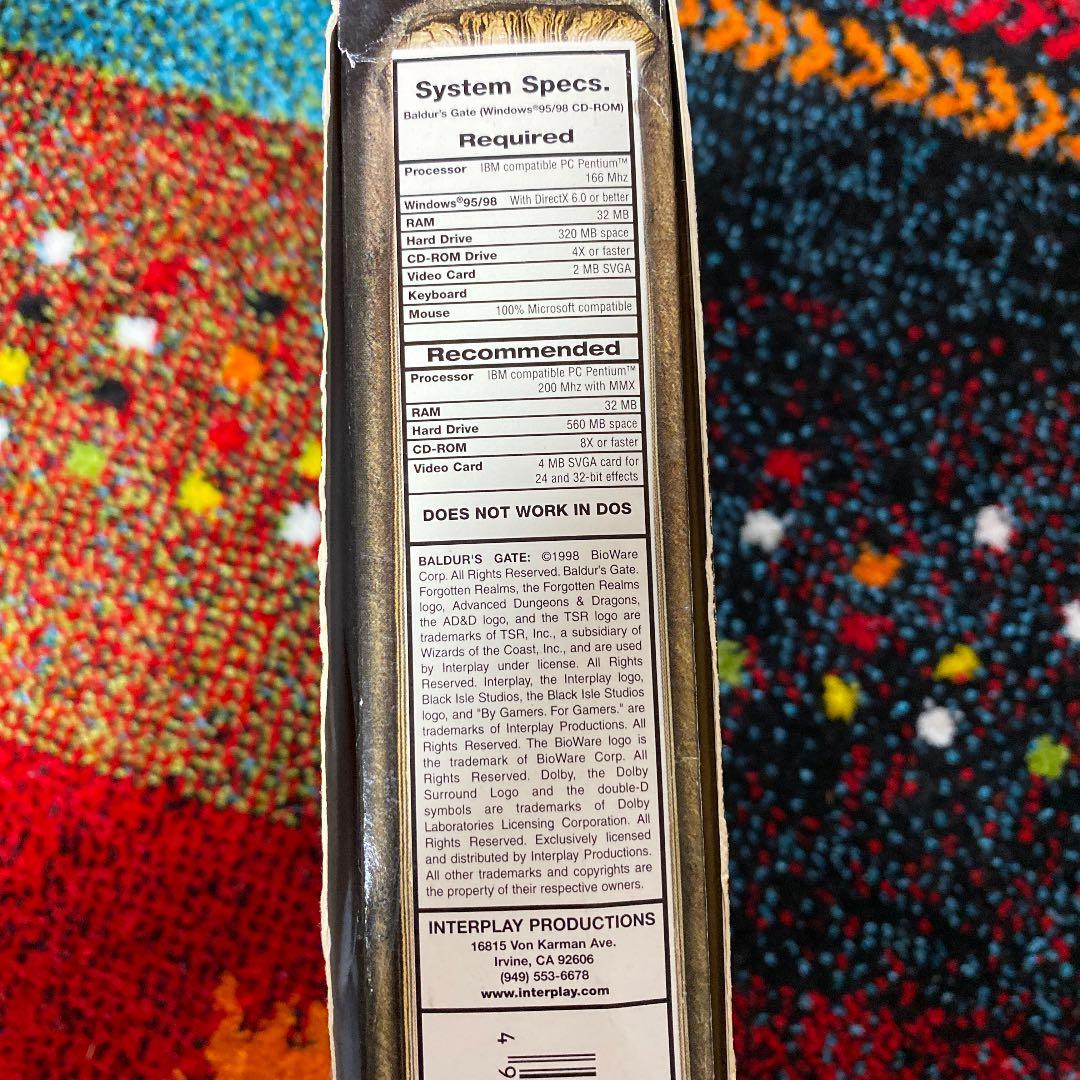 System Specs.
Baldur's Gate (Windows®95/98 CD-ROM)
Required
Processor IBM compatible PC Pentium™
166 Mhz
Windows®95/98 With DirectX 6.0 or better
RAM 32 MB
Hard Drive 320 MB space
CD-ROM Drive 4X or faster
Video Card 2 MB SVGA
Keyboard
Mouse 100% Microsoft compatible
Recommended
Processor IBM compatible PC Pentium™
200 Mhz with MMX
RAM 32 MB
Hard Drive 560 MB space
CD-ROM 8X or faster
Video Card 4 MB SVGA card for
24 and 32-bit effects
DOES NOT WORK IN DOS
BALDUR'S GATE: ©1998 BioWare
Corp. All Rights Reserved. Baldur's Gate.
Forgotten Realms, the Forgotten Realms
logo, Advanced Dungeons & Dragons,
the AD&D logo, and the TSR logo are
trademarks of TSR, Inc., a subsidiary of
Wizards of the Coast, Inc., and are used
by Interplay under license. All Rights
Reserved. Interplay, the Interplay logo,
Black Isle Studios, the Black Isle Studios
logo, and "By Gamers. For Gamers." are
trademarks of Interplay Productions. All
Rights Reserved. The BioWare logo is
the trademark of BioWare Corp. All
Rights Reserved. Dolby, the Dolby
Surround Logo and the double-D
symbols are trademarks of Dolby
Laboratories Licensing Corporation. All
Rights Reserved. Exclusively licensed
and distributed by Interplay Productions.
All other trademarks and copyrights are
the property of their respective owners.
INTERPLAY PRODUCTIONS
16815 Von Karman Ave.
Irvine, CA 92606
(949) 553-6678
www.interplay.com
4